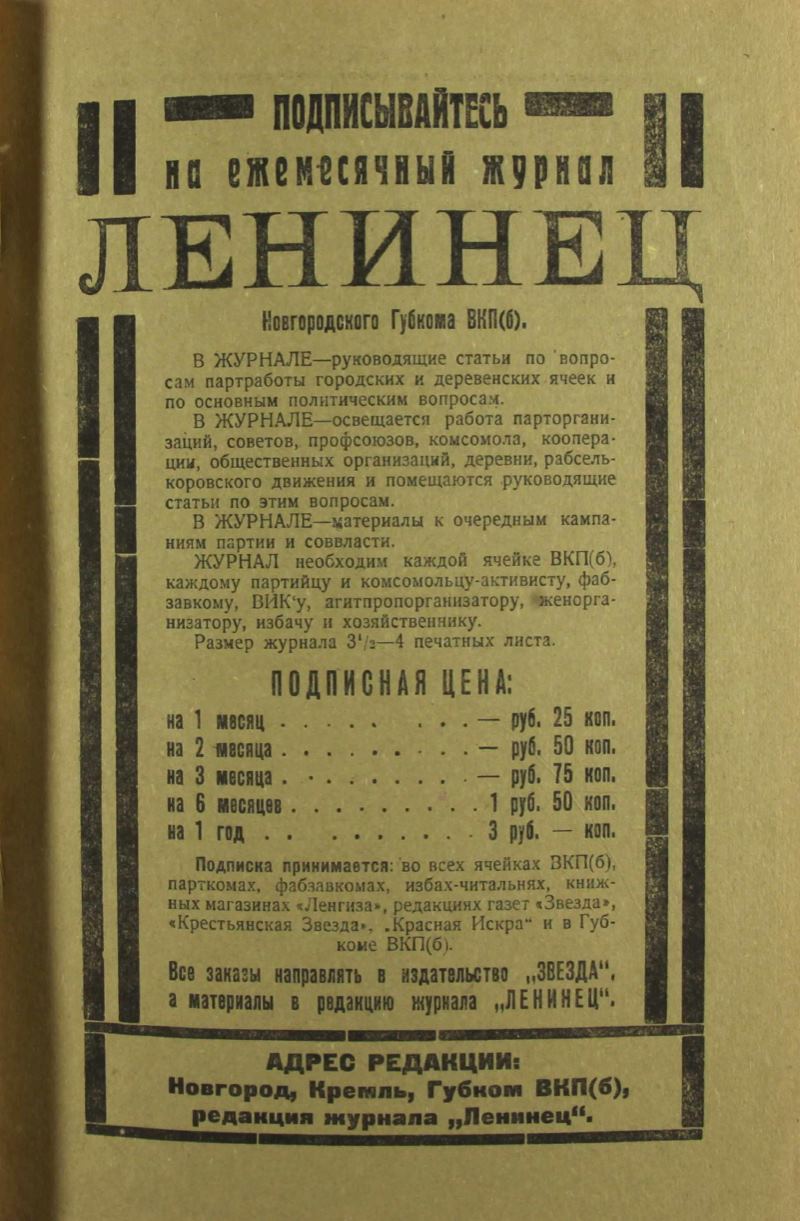 ПОДПИСЫВАЙТЕСЬ
на ежемесячный журнал
ЛЕНИНЕЦ
Новгородского Губкома ВКП(б).
В ЖУРНАЛЕ—руководящие статьи по вопро-
сам партработы городских и деревенских ячеек и
по основным политическим вопросам.
В ЖУРНАЛЕ—освещается работа парторгани-
заций, советов, профсоюзов, комсомола, коопера-
ции, общественных организаций, деревни, рабсель-
коровского движения и помещаются руководящие
статьи по этим вопросам.
В ЖУРНАЛЕ—материалы к очередным кампа-
ниям партии и соввласти.
ЖУРНАЛ необходим каждой ячейке ВКП(б),
каждому партийцу и комсомольцу-активисту, фаб-
завкому, ВИК‘у, агитпропорганизатору, женорга-
низатору, избачу и хозяйственнику.
Размер журнала 3¹/₂—4 печатных листа.
ПОДПИСНАЯ ЦЕНА:
на 1 месяц . . . . . . . . — руб. 25 коп.
на 2 месяца . . . . . . . . . — руб. 50 коп.
на 3 месяца . . . . . . . . . — руб. 75 коп.
на 6 месяцев . . . . . . . . . 1 руб. 50 коп.
на 1 год . . . . . . . . . 3 руб. — коп.
Подписка принимается: во всех ячейках ВКП(б),
парткомах, фабзавкомах, избах-читальнях, книж-
ных магазинах «Ленгиза», редакциях газет «Звезда»,
«Крестьянская Звезда», „Красная Искра“ и в Губ-
коме ВКП(б).
Все заказы направлять в издательство „ЗВЕЗДА“,
а материалы в редакцию журнала „ЛЕНИНЕЦ“.
АДРЕС РЕДАКЦИИ:
Новгород, Кремль, Губком ВКП(б),
редакция журнала „Ленинец“.